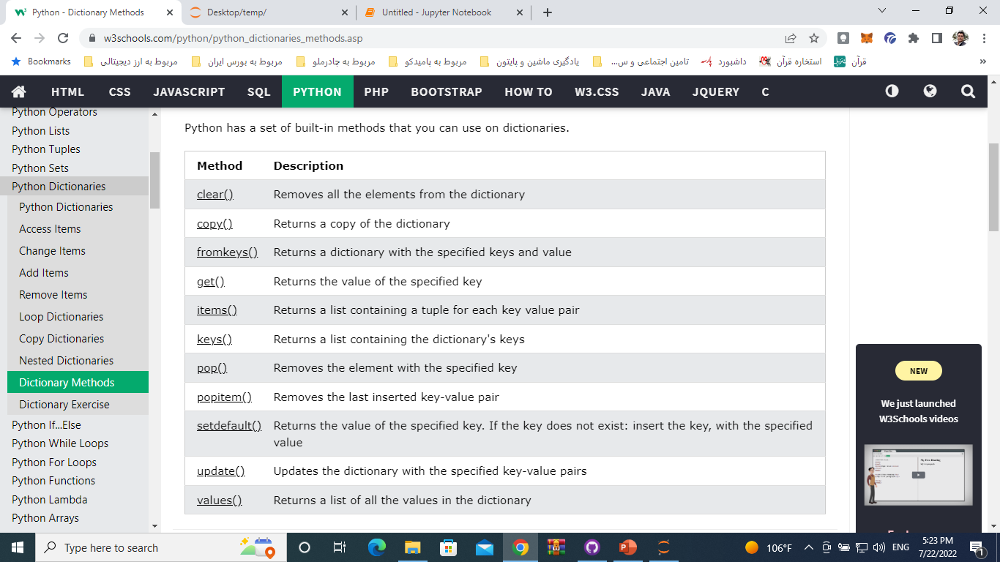 Python - Dictionary Methods
Desktop/temp/
Untitled - Jupyter Notebook
w3schools.com/python/python_dictionaries_methods.asp
Bookmarks
مربوط به ارز دیجیتالی
مربوط به بورس ایران
مربوط به چادرملو
مربوط به پامیدکو
یادگیری ماشین و پایتون
تامین اجتماعی و س...
داشبورد
استخاره قرآن
قرآن
»
HTML CSS JAVASCRIPT SQL PYTHON PHP BOOTSTRAP HOW TO W3.CSS JAVA JQUERY C
Python Operators
Python Lists
Python Tuples
Python Sets
Python Dictionaries
Python Dictionaries
Access Items
Change Items
Add Items
Remove Items
Loop Dictionaries
Copy Dictionaries
Nested Dictionaries
Dictionary Methods
Dictionary Exercise
Python If...Else
Python While Loops
Python For Loops
Python Functions
Python Lambda
Python Arrays
Python has a set of built-in methods that you can use on dictionaries.
Method Description
clear() Removes all the elements from the dictionary
copy() Returns a copy of the dictionary
fromkeys() Returns a dictionary with the specified keys and value
get() Returns the value of the specified key
items() Returns a list containing a tuple for each key value pair
keys() Returns a list containing the dictionary's keys
pop() Removes the element with the specified key
popitem() Removes the last inserted key-value pair
setdefault() Returns the value of the specified key. If the key does not exist: insert the key, with the specified
value
update() Updates the dictionary with the specified key-value pairs
values() Returns a list of all the values in the dictionary
NEW
We just launched
W3Schools videos
Type here to search
106°F
ENG
5:23 PM
7/22/2022
1